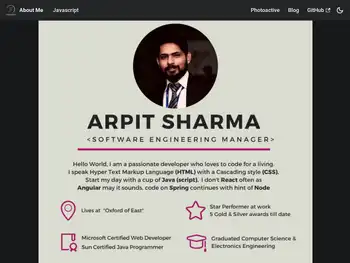 About Me Javascript Photoactive Blog GitHub
ARPIT SHARMA
<SOFTWARE ENGINEERING MANAGER>
Hello World, I am a passionate developer who loves to code for a living.
I speak Hyper Text Markup Language (HTML) with a Cascading style (CSS).
Start my day with a cup of Java (script). I don't React often as
Angular may it sounds, code on Spring continues with hint of Node
Lives at "Oxford of East"
Star Performer at work
5 Gold & Silver awards till date
Microsoft Certified Web Developer
Sun Certified Java Programmer
Graduated Computer Science &
Electronics Engineering